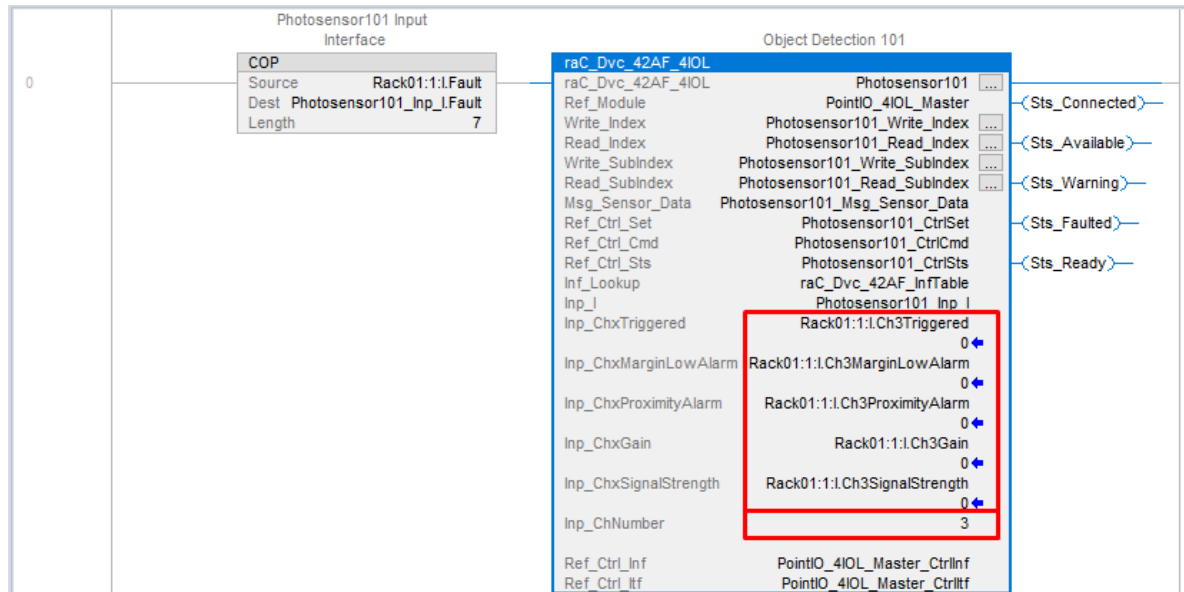 Photosensor101 Input
Interface
Object Detection 101
COP
raC_Dvc_42AF_4IOL
0
Source Rack01:1:I.Fault
raC_Dvc_42AF_4IOL Photosensor101 ...
Dest Photosensor101_Inp_I.Fault
Ref_Module PointIO_4IOL_Master
Sts_Connected
Length 7
Write_Index Photosensor101_Write_Index ...
Read_Index Photosensor101_Read_Index ...
Sts_Available
Write_SubIndex Photosensor101_Write_SubIndex ...
Read_SubIndex Photosensor101_Read_SubIndex ...
Sts_Warning
Msg_Sensor_Data Photosensor101_Msg_Sensor_Data
Ref_Ctrl_Set Photosensor101_CtrlSet
Sts_Faulted
Ref_Ctrl_Cmd Photosensor101_CtrlCmd
Ref_Ctrl_Sts Photosensor101_CtrlSts
Sts_Ready
Inf_Lookup raC_Dvc_42AF_InfTable
Inp_I Photosensor101_Inp_I
Inp_ChxTriggered Rack01:1:I.Ch3Triggered
0
Inp_ChxMarginLowAlarm Rack01:1:I.Ch3MarginLowAlarm
0
Inp_ChxProximityAlarm Rack01:1:I.Ch3ProximityAlarm
0
Inp_ChxGain Rack01:1:I.Ch3Gain
0
Inp_ChxSignalStrength Rack01:1:I.Ch3SignalStrength
0
Inp_ChNumber 3
Ref_Ctrl_Inf PointIO_4IOL_Master_CtrlInf
Ref_Ctrl_Itf PointIO_4IOL_Master_CtrlItf